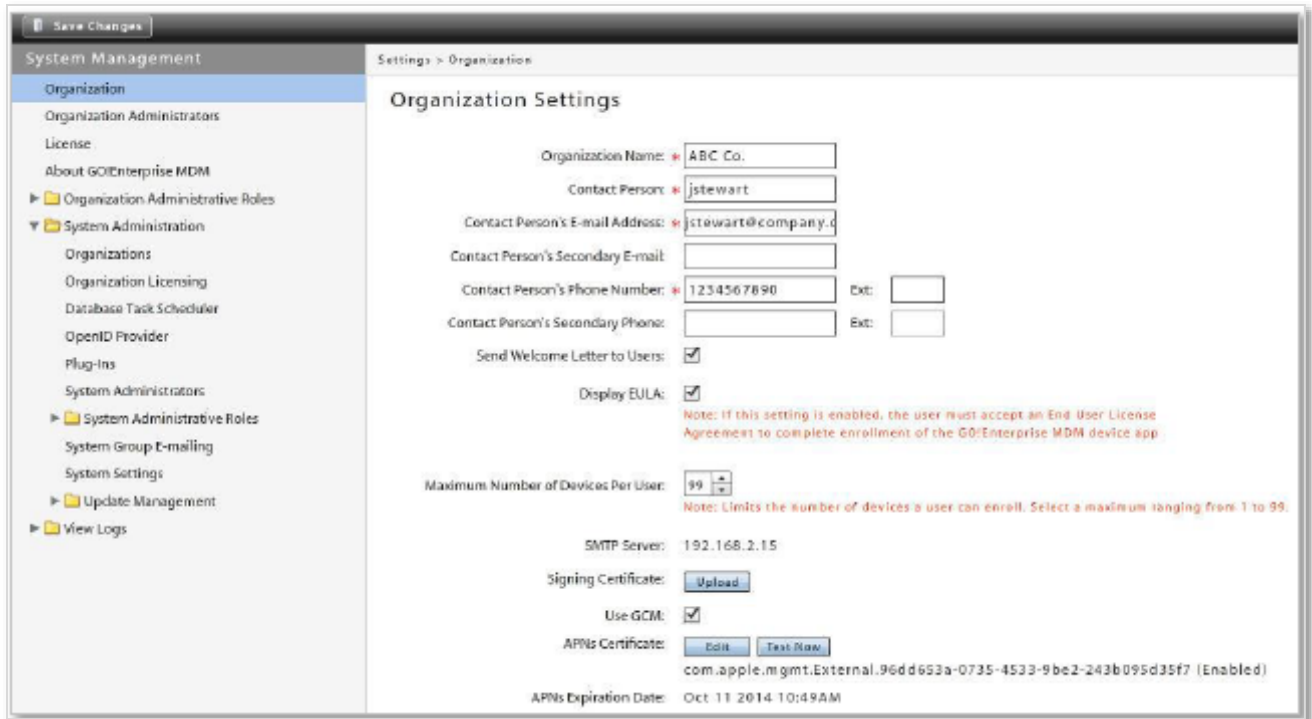 Save Changes
System Management
Organization
Organization Administrators
License
About GO!Enterprise MDM
Organization Administrative Roles
System Administration
Organizations
Organization Licensing
Database Task Scheduler
OpenID Provider
Plug-Ins
System Administrators
System Administrative Roles
System Group E-mailing
System Settings
Update Management
View Logs
Settings > Organization
Organization Settings
Organization Name: * ABC Co.
Contact Person: * jstewart
Contact Person's E-mail Address: * jstewart@company.c
Contact Person's Secondary E-mail:
Contact Person's Phone Number: * 1234567890 Ext:
Contact Person's Secondary Phone: Ext:
Send Welcome Letter to Users:
Display EULA:
Note: If this setting is enabled, the user must accept an End User License
Agreement to complete enrollment of the GO!Enterprise MDM device app
Maximum Number of Devices Per User: 99
Note: Limits the number of devices a user can enroll. Select a maximum ranging from 1 to 99.
SMTP Server: 192.168.2.15
Signing Certificate: Upload
Use GCM:
APNs Certificate: Edit Test Now
com.apple.mgmt.External.96dd653a-0735-4533-9be2-243b095d35f7 (Enabled)
APNs Expiration Date: Oct 11 2014 10:49AM